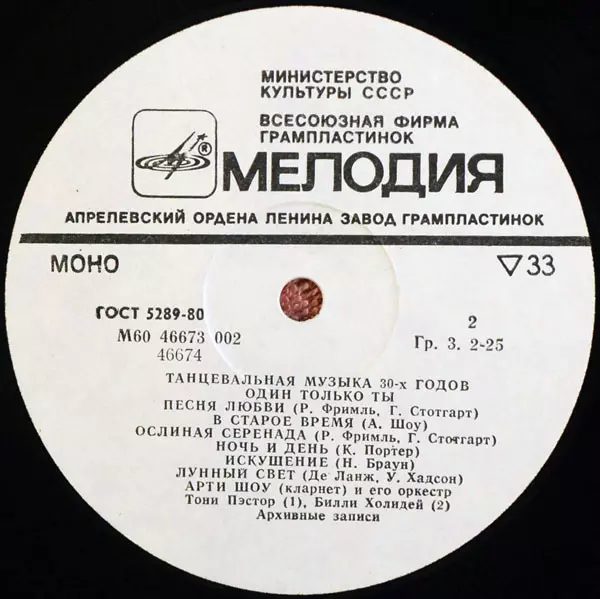 МИНИСТЕРСТВО
КУЛЬТУРЫ СССР
ВСЕСОЮЗНАЯ ФИРМА
ГРАМПЛАСТИНОК
®
МЕЛОДИЯ
АПРЕЛЕВСКИЙ ОРДЕНА ЛЕНИНА ЗАВОД ГРАМПЛАСТИНОК
МОНО
▽33
ГОСТ 5289-80
М60 46673 002
46674
2
Гр. 3. 2-25
ТАНЦЕВАЛЬНАЯ МУЗЫКА 30-х ГОДОВ
ОДИН ТОЛЬКО ТЫ
ПЕСНЯ ЛЮБВИ (Р. Фримль, Г. Стотгарт)
В СТАРОЕ ВРЕМЯ (А. Шоу)
ОСЛИНАЯ СЕРЕНАДА (Р. Фримль, Г. Стотгарт)
НОЧЬ И ДЕНЬ (К. Портер)
ИСКУШЕНИЕ (Н. Браун)
ЛУННЫЙ СВЕТ (Де Ланж, У. Хадсон)
АРТИ ШОУ (кларнет) и его оркестр
Тони Пэстор (1), Билли Холидей (2)
Архивные записи